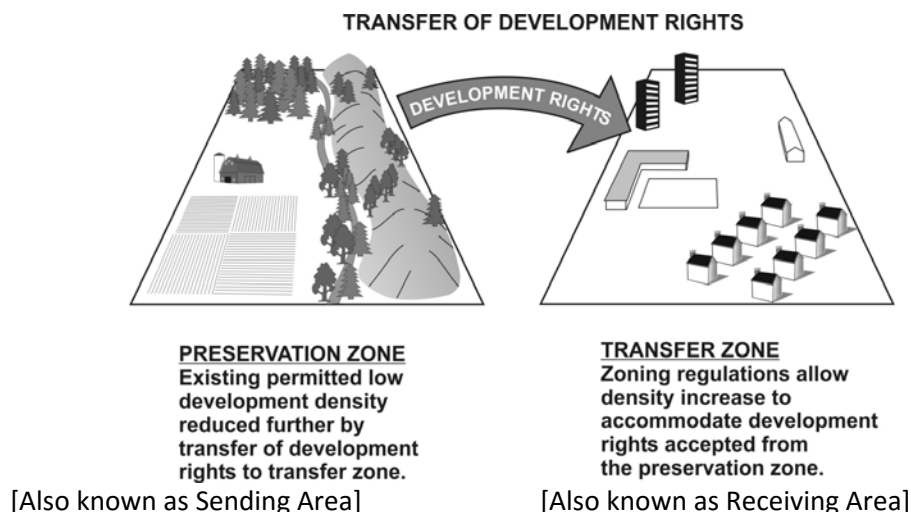 TRANSFER OF DEVELOPMENT RIGHTS
DEVELOPMENT RIGHTS
PRESERVATION ZONE
Existing permitted low
development density
reduced further by
transfer of development
rights to transfer zone.
[Also known as Sending Area]
TRANSFER ZONE
Zoning regulations allow
density increase to
accommodate development
rights accepted from
the preservation zone.
[Also known as Receiving Area]